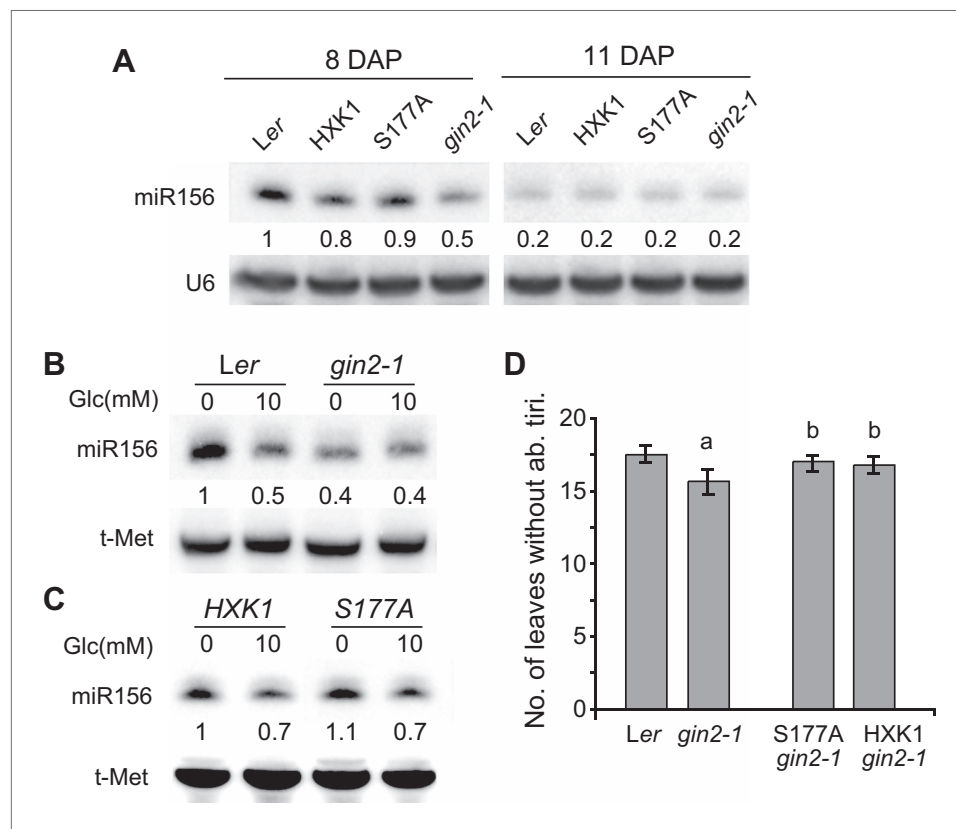 A
8 DAP 11 DAP
Ler HXK1 S177A gin2-1 Ler HXK1 S177A gin2-1
miR156
1 0.8 0.9 0.5 0.2 0.2 0.2 0.2
U6
B
Ler gin2-1
Glc(mM) 0 10 0 10
miR156
1 0.5 0.4 0.4
t-Met
C
HXK1 S177A
Glc(mM) 0 10 0 10
miR156
1 0.7 1.1 0.7
t-Met
D
No. of leaves without ab. tiri.
20
15
10
5
0
a b b
Ler gin2-1 S177A HXK1
gin2-1 gin2-1